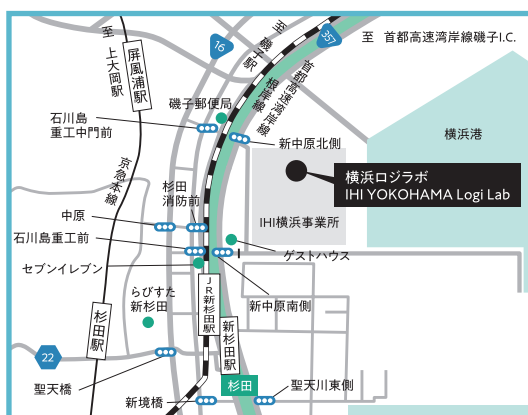 至
上大岡駅
屏風浦駅
16
至
磯子駅
357
至 首都高速湾岸線磯子I.C.
首都高速湾岸線
根岸線
磯子郵便局
石川島
重工中門前
新中原北側
横浜港
横浜ロジラボ
IHI YOKOHAMA Logi Lab
京急本線
杉田
消防前
中原
IHI横浜事業所
石川島重工前
ゲストハウス
セブンイレブン
らびすた
新杉田
JR新杉田駅
新中原南側
杉田駅
新杉田駅
22
杉田
聖天橋
聖天川東側
新境橋